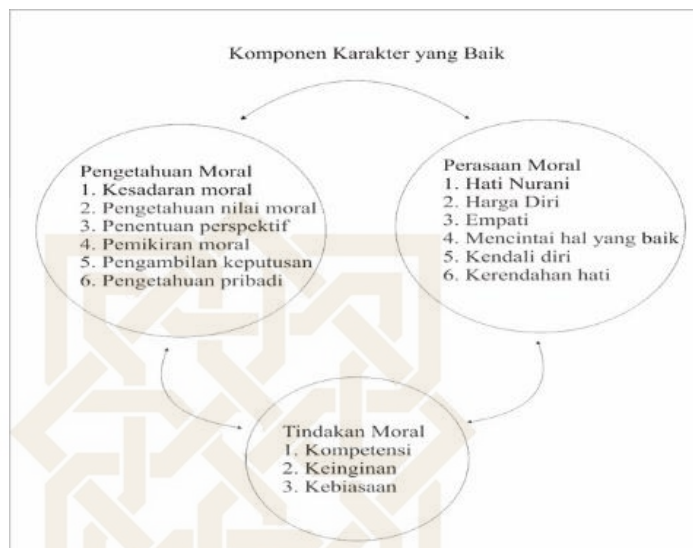 Komponen Karakter yang Baik
Pengetahuan Moral
1. Kesadaran moral
2. Pengetahuan nilai moral
3. Penentuan perspektif
4. Pemikiran moral
5. Pengambilan keputusan
6. Pengetahuan pribadi
Perasaan Moral
1. Hati Nurani
2. Harga Diri
3. Empati
4. Mencintai hal yang baik
5. Kendali diri
6. Kerendahan hati
Tindakan Moral
1. Kompetensi
2. Keinginan
3. Kebiasaan